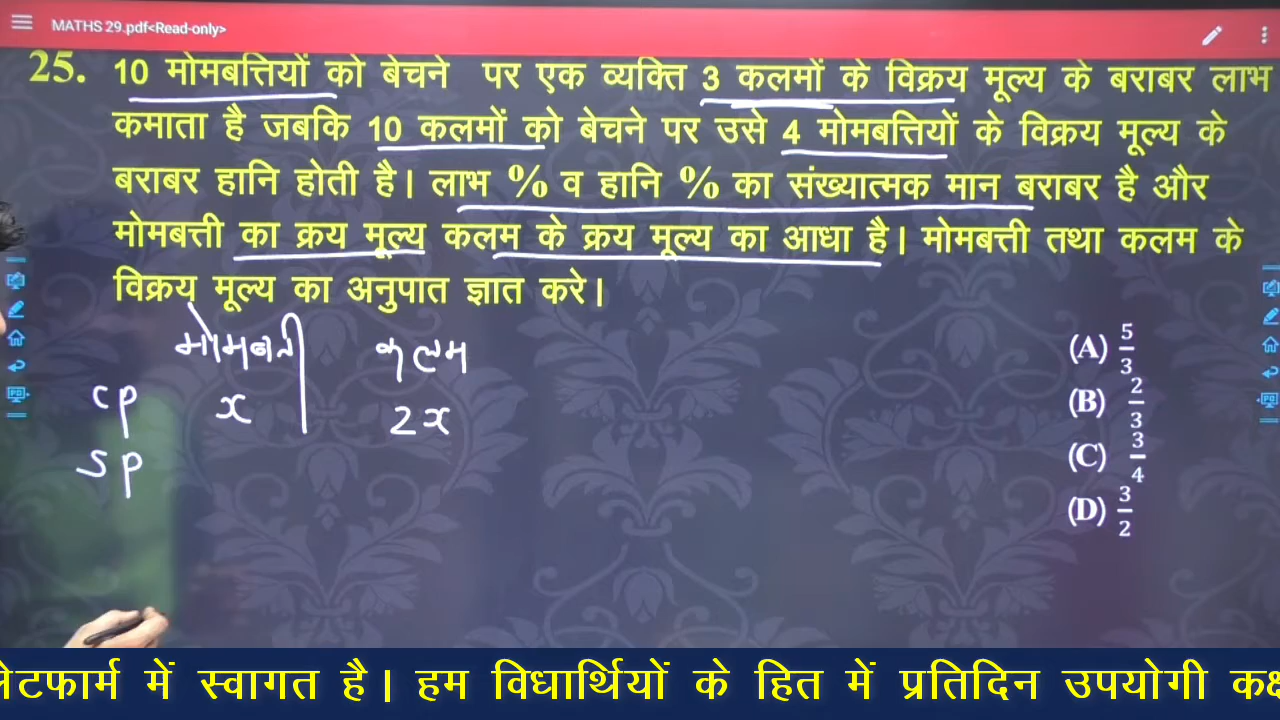 MATHS 29.pdf<Read-only>
25. 10 मोमबत्तियों को बेचने पर एक व्यक्ति 3 कलमों के विक्रय मूल्य के बराबर लाभ
कमाता है जबकि 10 कलमों को बेचने पर उसे 4 मोमबत्तियों के विक्रय मूल्य के
बराबर हानि होती है। लाभ % व हानि % का संख्यात्मक मान बराबर है और
मोमबत्ती का क्रय मूल्य कलम के क्रय मूल्य का आधा है। मोमबत्ती तथा कलम के
विक्रय मूल्य का अनुपात ज्ञात करे।
मोमबत्ती कलम
CP x 2x
SP
(A) 5/3
(B) 2/3
(C) 3/4
(D) 3/2
लेटफार्म में स्वागत है। हम विधार्थियों के हित में प्रतिदिन उपयोगी कक्ष